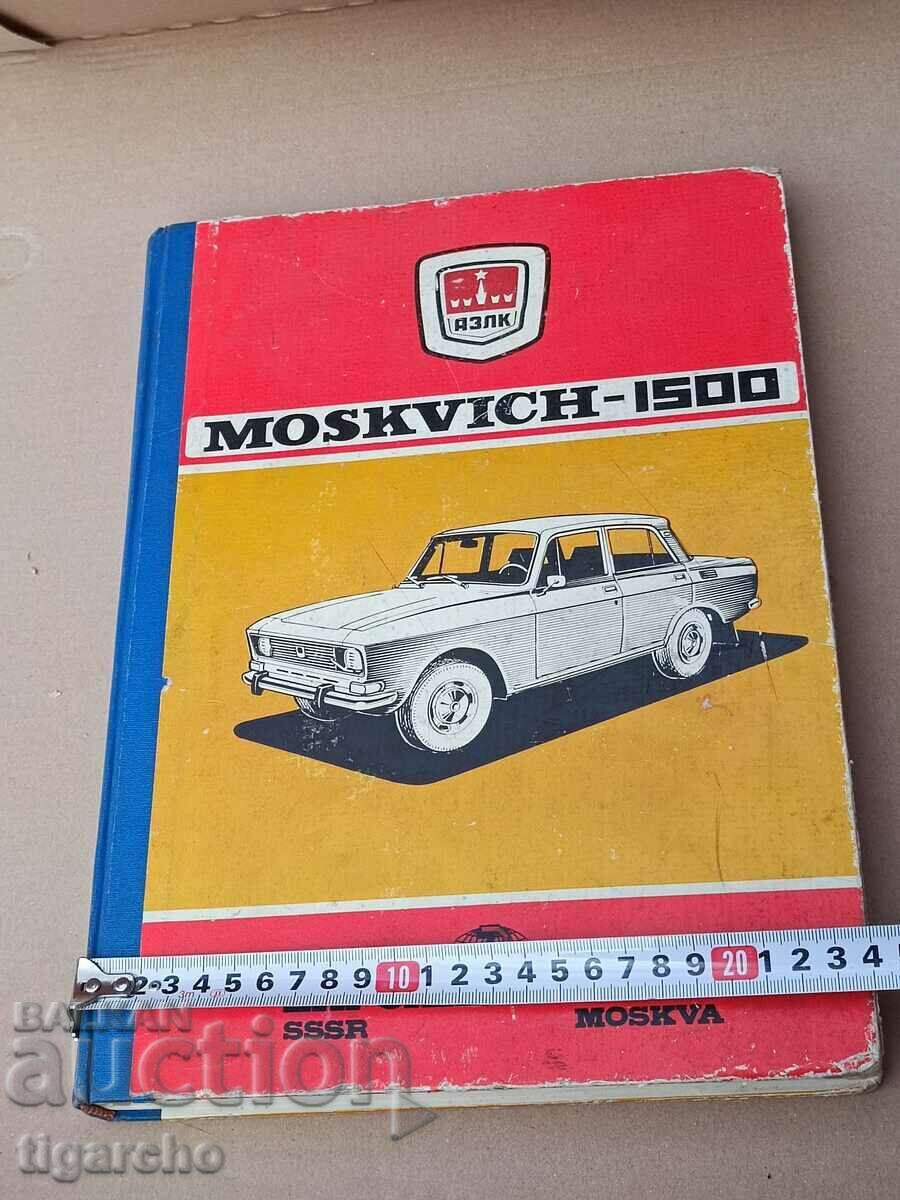 АЗЛК
MOSKVICH-1500
2 3 4 5 6 7 8 9 10 1 2 3 4 5 6 7 8 9 20 1 2 3 4
SSSR
MOSKVA
BALKAN
auction
tigarcho